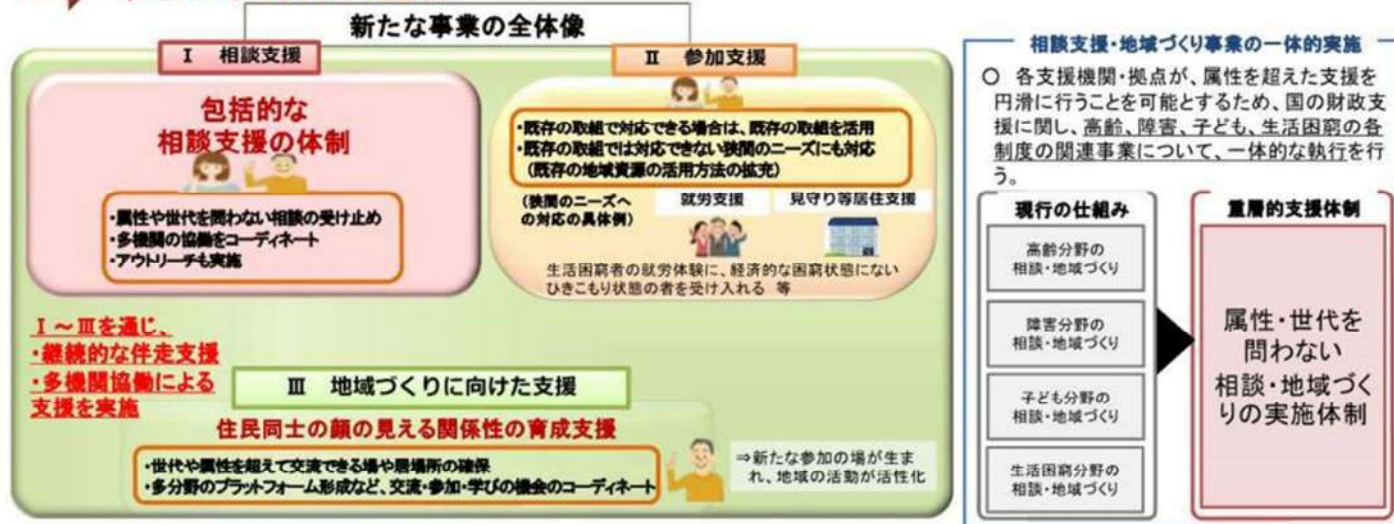 新たな事業の全体像
Ⅰ 相談支援
包括的な
相談支援の体制
・属性や世代を問わない相談の受け止め
・多機関の協働をコーディネート
・アウトリーチも実施
Ⅱ 参加支援
・既存の取組で対応できる場合は、既存の取組を活用
・既存の取組では対応できない狭間のニーズにも対応
(既存の地域資源の活用方法の拡充)
(狭間のニーズへ
の対応の具体例)
就労支援
見守り等居住支援
生活困窮者の就労体験に、経済的な困窮状態にない
ひきこもり状態の者を受け入れる 等
Ⅰ～Ⅲを通じ、
・継続的な伴走支援
・多機関協働による
支援を実施
Ⅲ 地域づくりに向けた支援
住民同士の顔の見える関係性の育成支援
・世代や属性を超えて交流できる場や居場所の確保
・多分野のプラットフォーム形成など、交流・参加・学びの機会のコーディネート
⇒新たな参加の場が生ま
れ、地域の活動が活性化
相談支援・地域づくり事業の一体的実施
○ 各支援機関・拠点が、属性を超えた支援を
円滑に行うことを可能とするため、国の財政支
援に関し、高齢、障害、子ども、生活困窮の各
制度の関連事業について、一体的な執行を行
う。
現行の仕組み
高齢分野の
相談・地域づくり
障害分野の
相談・地域づくり
子ども分野の
相談・地域づくり
生活困窮分野の
相談・地域づくり
重層的支援体制
属性・世代を
問わない
相談・地域づく
りの実施体制